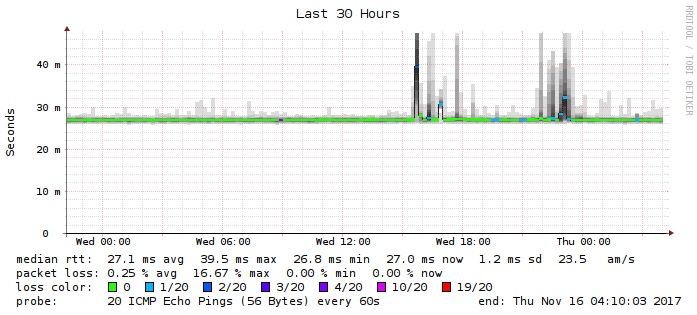 Last 30 Hours
RRDTOOL / TOBI OETIKER
Seconds
40 m
30 m
20 m
10 m
0
Wed 00:00 Wed 06:00 Wed 12:00 Wed 18:00 Thu 00:00
median rtt: 27.1 ms avg 39.5 ms max 26.8 ms min 27.0 ms now 1.2 ms sd 23.5 am/s
packet loss: 0.25 % avg 16.67 % max 0.00 % min 0.00 % now
loss color: 0 1/20 2/20 3/20 4/20 10/20 19/20
probe: 20 ICMP Echo Pings (56 Bytes) every 60s end: Thu Nov 16 04:10:03 2017